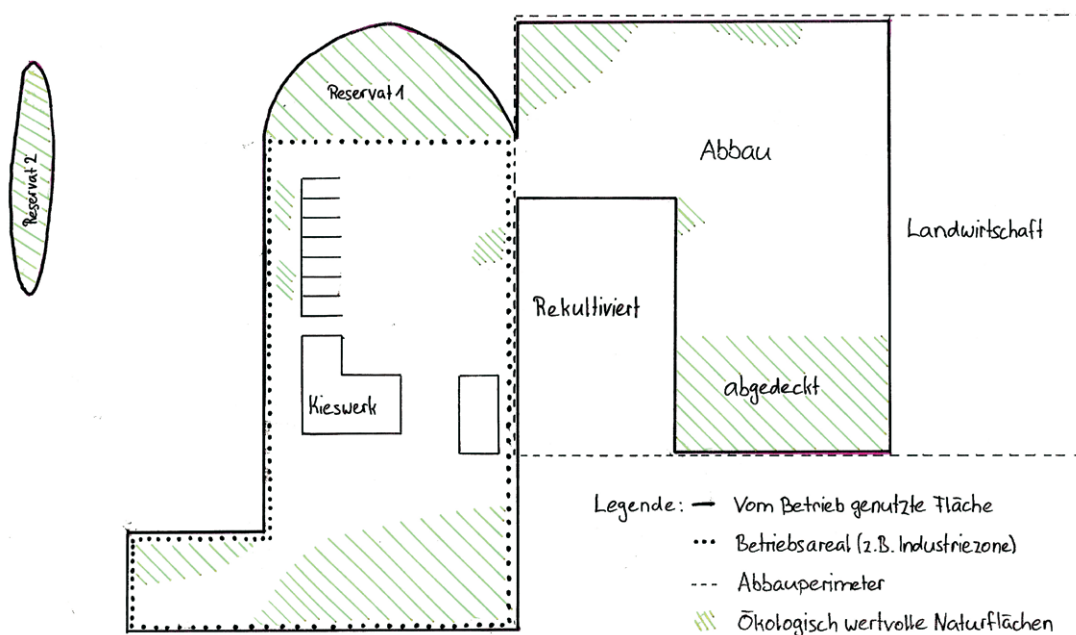 Reservat 1
Reservat 2
Abbau
Landwirtschaft
Rekultiviert
abgedeckt
Kieswerk
Legende: Vom Betrieb genutzte Fläche
Betriebsareal (z.B. Industriezone)
Abbauperimeter
Ökologisch wertvolle Naturflächen